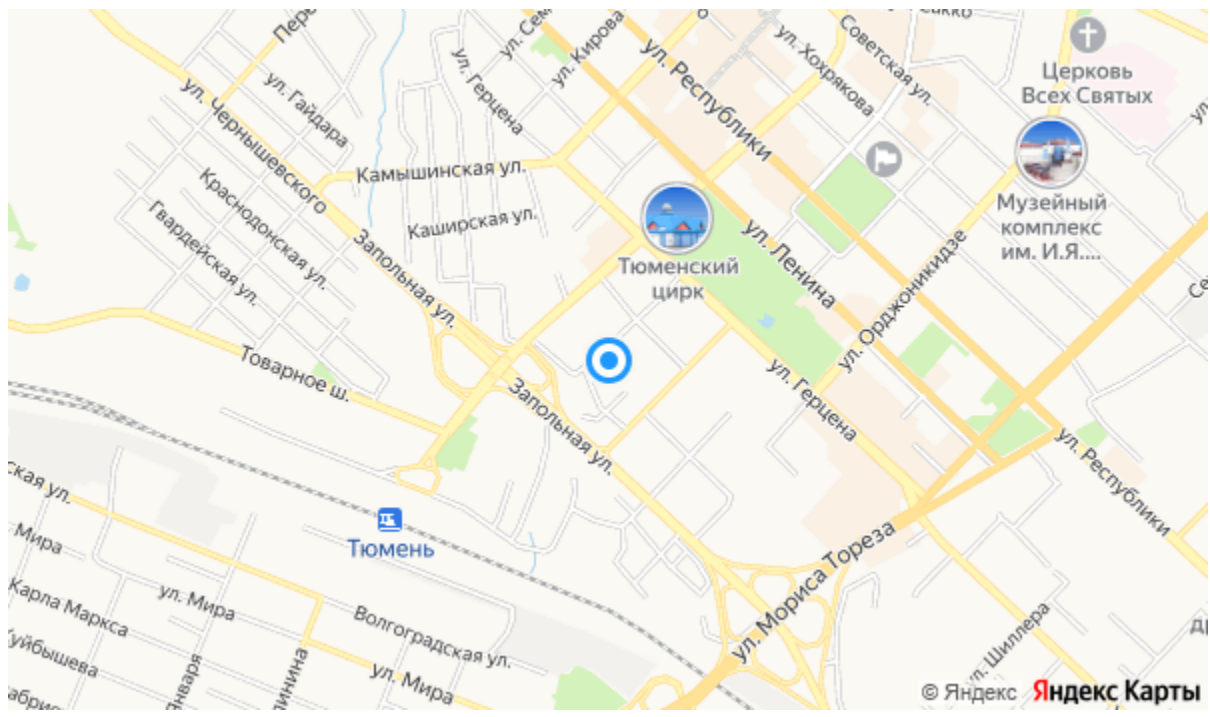 ул. Кирова
ул. Герцена
ул. Республики
ул. Хохрякова
Советская ул.
Церковь
Всех Святых
ул. Гайдара
ул. Чернышевского
Камышинская ул.
Каширская ул.
Краснодонская ул.
Гвардейская ул.
Запольная ул.
Товарное ш.
Тюменский
цирк
ул. Ленина
Музейный
комплекс
им. И.Я....
ул. Орджоникидзе
ул. Герцена
Запольная ул.
ул. Республики
ская ул.
Мира
Тюмень
ул. Мориса Тореза
Карла Маркса
ул. Мира
Волгоградская ул.
ул. Шиллера
Куйбышева
ул. Мира
© Яндекс Яндекс Карты